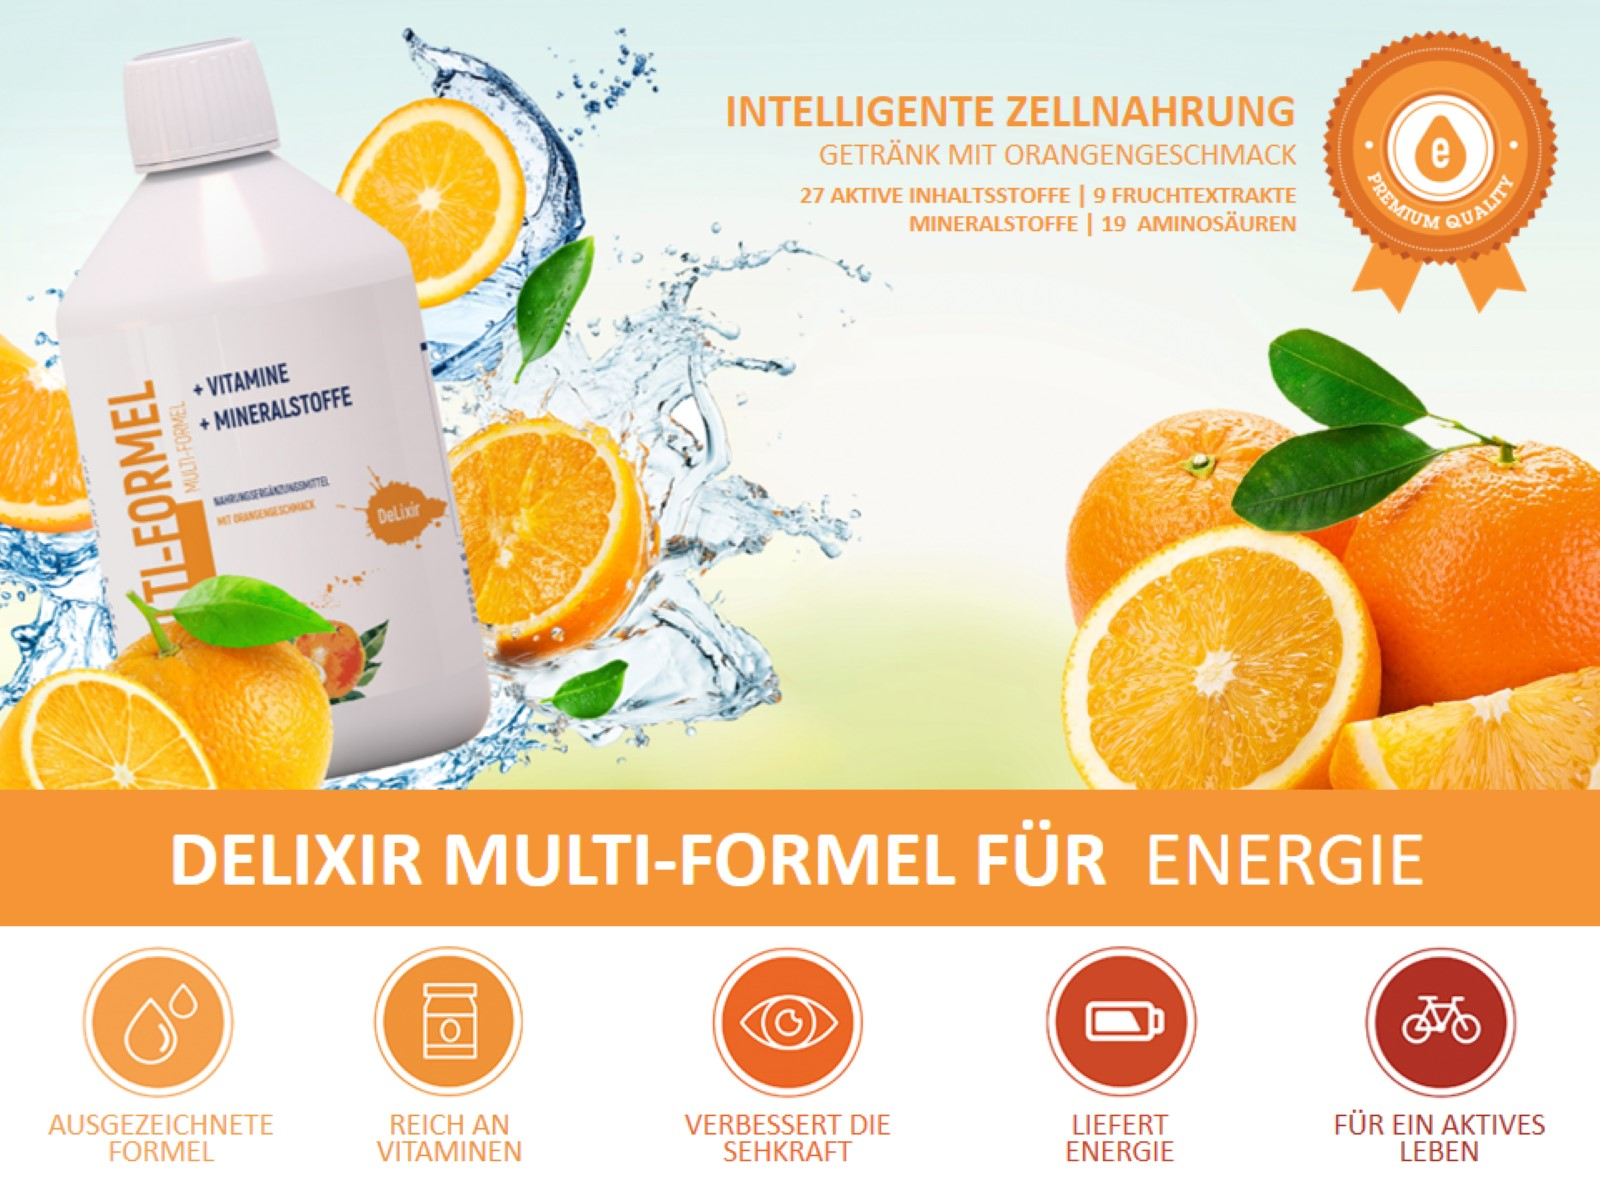 INTELLIGENTE ZELLNAHRUNG
GETRÄNK MIT ORANGENGESCHMACK
27 AKTIVE INHALTSSTOFFE | 9 FRUCHTEXTRAKTE
MINERALSTOFFE | 19 AMINOSÄUREN
e
PREMIUM QUALITY
TI-FORMEL
MULTI-FORMEL
+ VITAMINE
+ MINERALSTOFFE
NAHRUNGSERGÄNZUNGSMITTEL
MIT ORANGENGESCHMACK
DeLixir
DELIXIR MULTI-FORMEL FÜR ENERGIE
AUSGEZEICHNETE
FORMEL
REICH AN
VITAMINEN
VERBESSERT DIE
SEHKRAFT
LIEFERT
ENERGIE
FÜR EIN AKTIVES
LEBEN